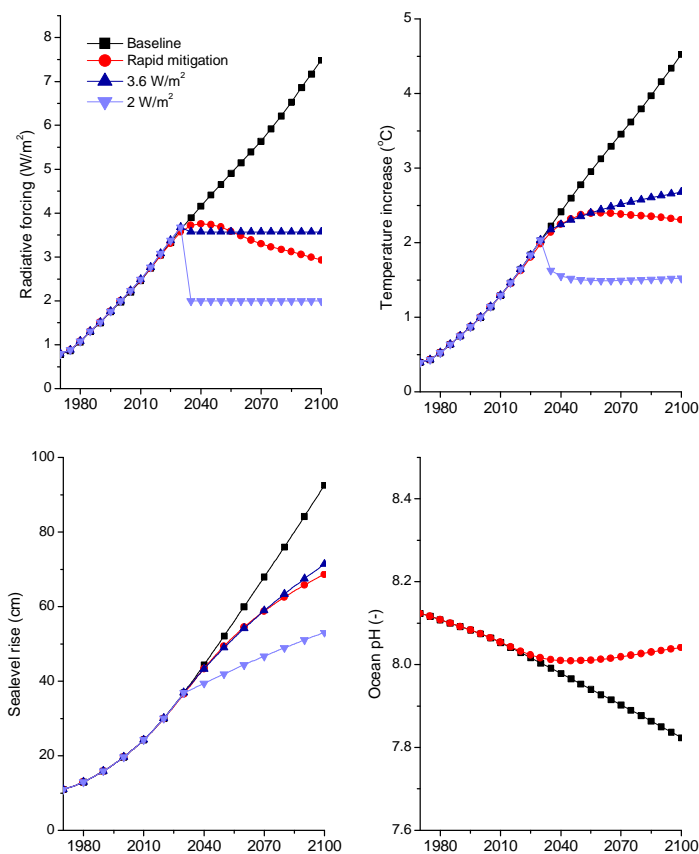 Baseline
Rapid mitigation
3.6 W/m²
2 W/m²
Radiative forcing (W/m²)
8
7
6
5
4
3
2
1
0
1980 2010 2040 2070 2100
Temperature increase (°C)
5
4
3
2
1
0
1980 2010 2040 2070 2100
Sealevel rise (cm)
100
80
60
40
20
0
1980 2010 2040 2070 2100
Ocean pH (-)
8.4
8.2
8.0
7.8
7.6
1980 2010 2040 2070 2100